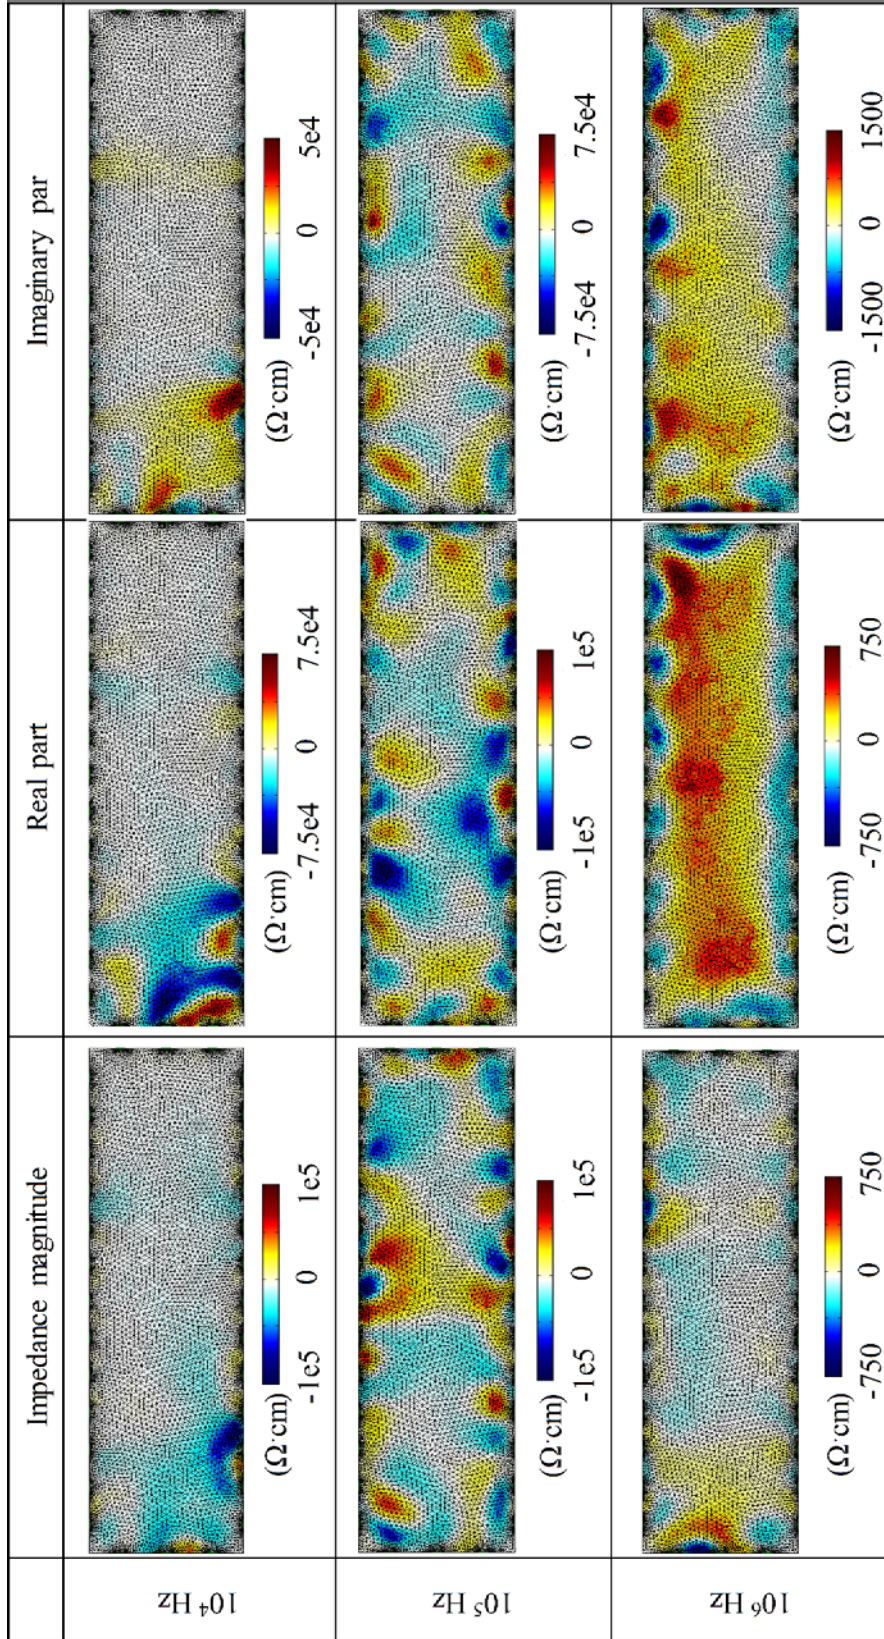 Impedance magnitude
Real part
Imaginary par
10⁴ Hz
(Ω·cm)
-1e5 0 1e5
(Ω·cm)
-7.5e4 0 7.5e4
(Ω·cm)
-5e4 0 5e4
10⁵ Hz
(Ω·cm)
-1e5 0 1e5
(Ω·cm)
-1e5 0 1e5
(Ω·cm)
-7.5e4 0 7.5e4
10⁶ Hz
(Ω·cm)
-750 0 750
(Ω·cm)
-750 0 750
(Ω·cm)
-1500 0 1500